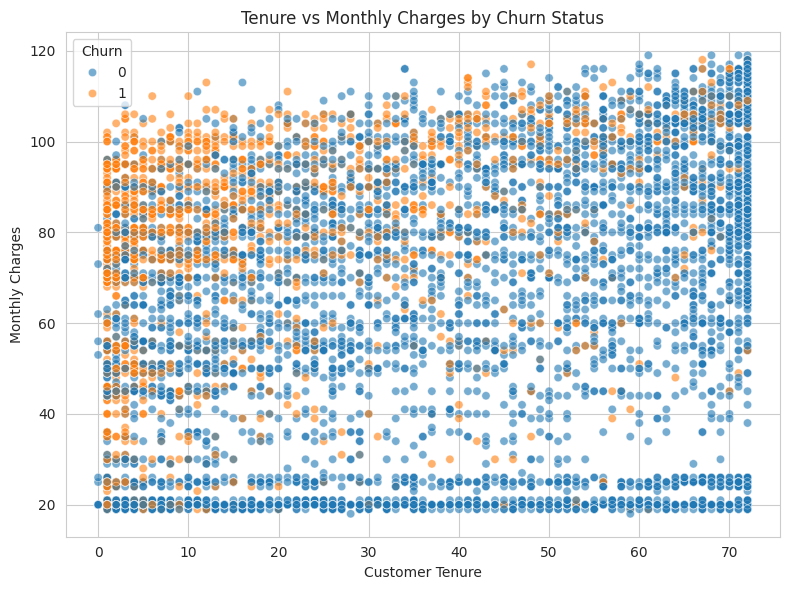 Tenure vs Monthly Charges by Churn Status
Churn
0
1
120
100
80
60
40
20
Monthly Charges
0 10 20 30 40 50 60 70
Customer Tenure